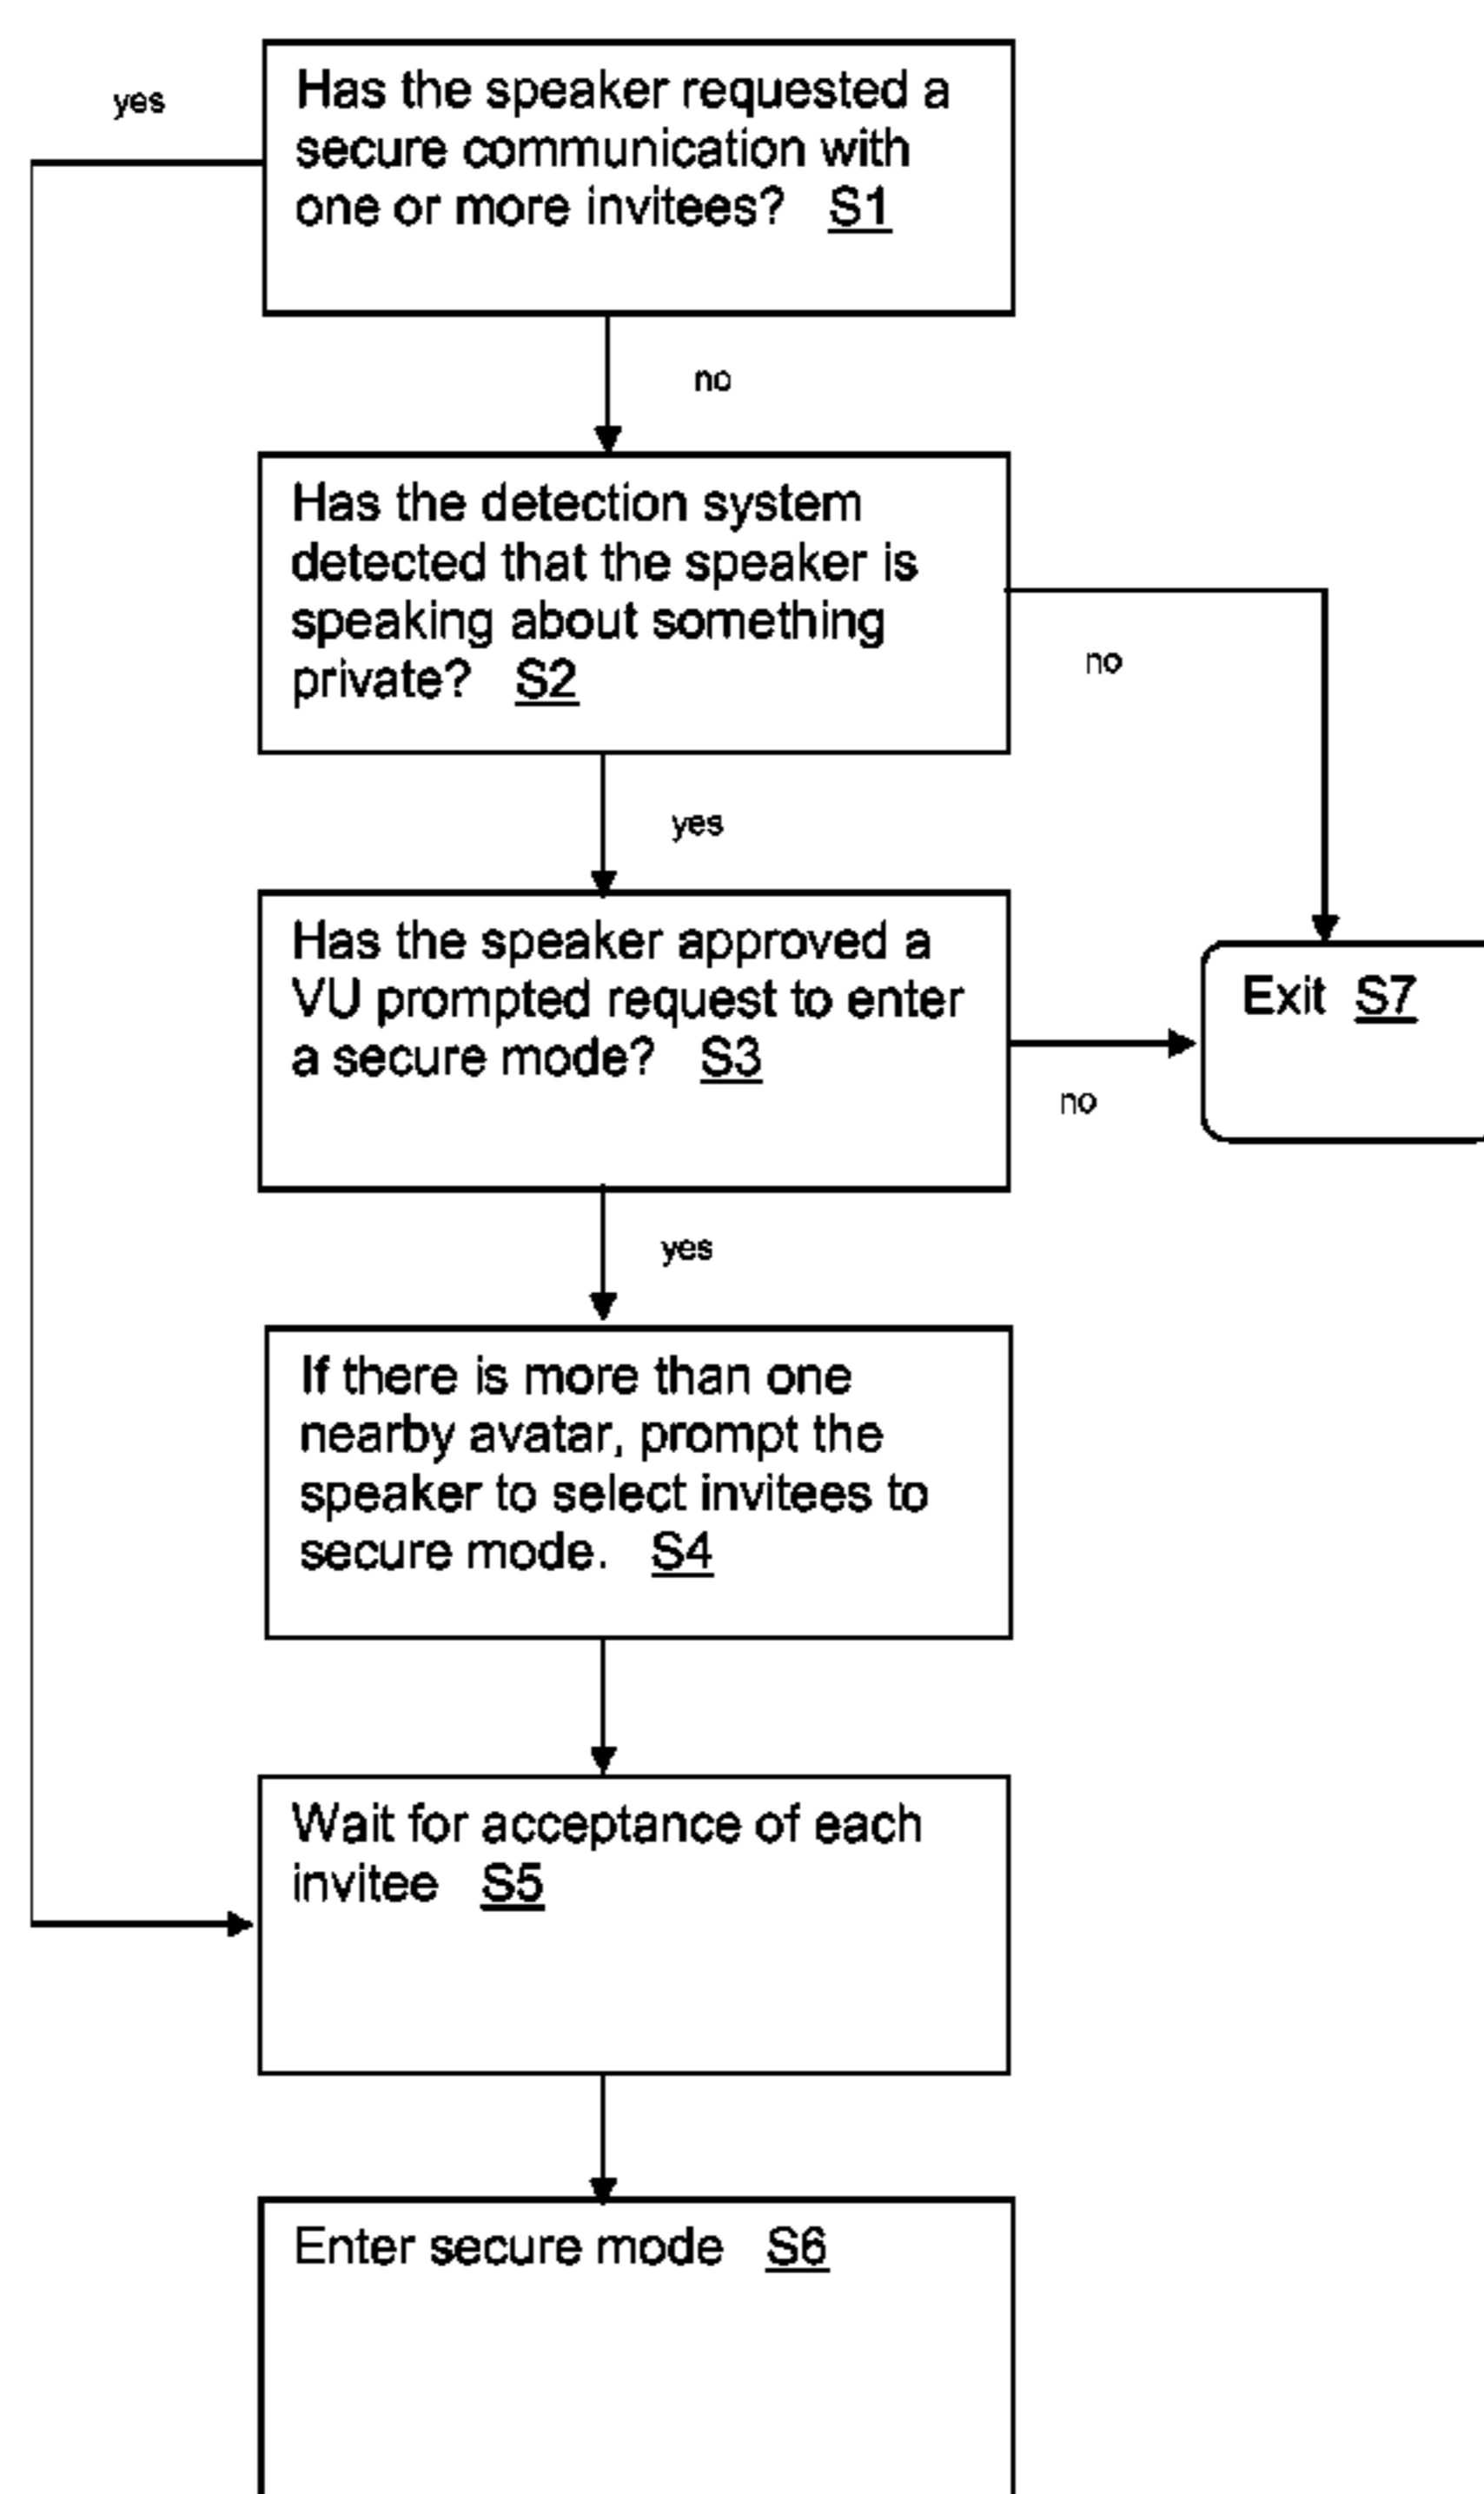 yes
Has the speaker requested a
secure communication with
one or more invitees? S1
no
Has the detection system
detected that the speaker is
speaking about something
private? S2
no
yes
Has the speaker approved a
VU prompted request to enter
a secure mode? S3
Exit S7
no
yes
If there is more than one
nearby avatar, prompt the
speaker to select invitees to
secure mode. S4
Wait for acceptance of each
invitee S5
Enter secure mode S6